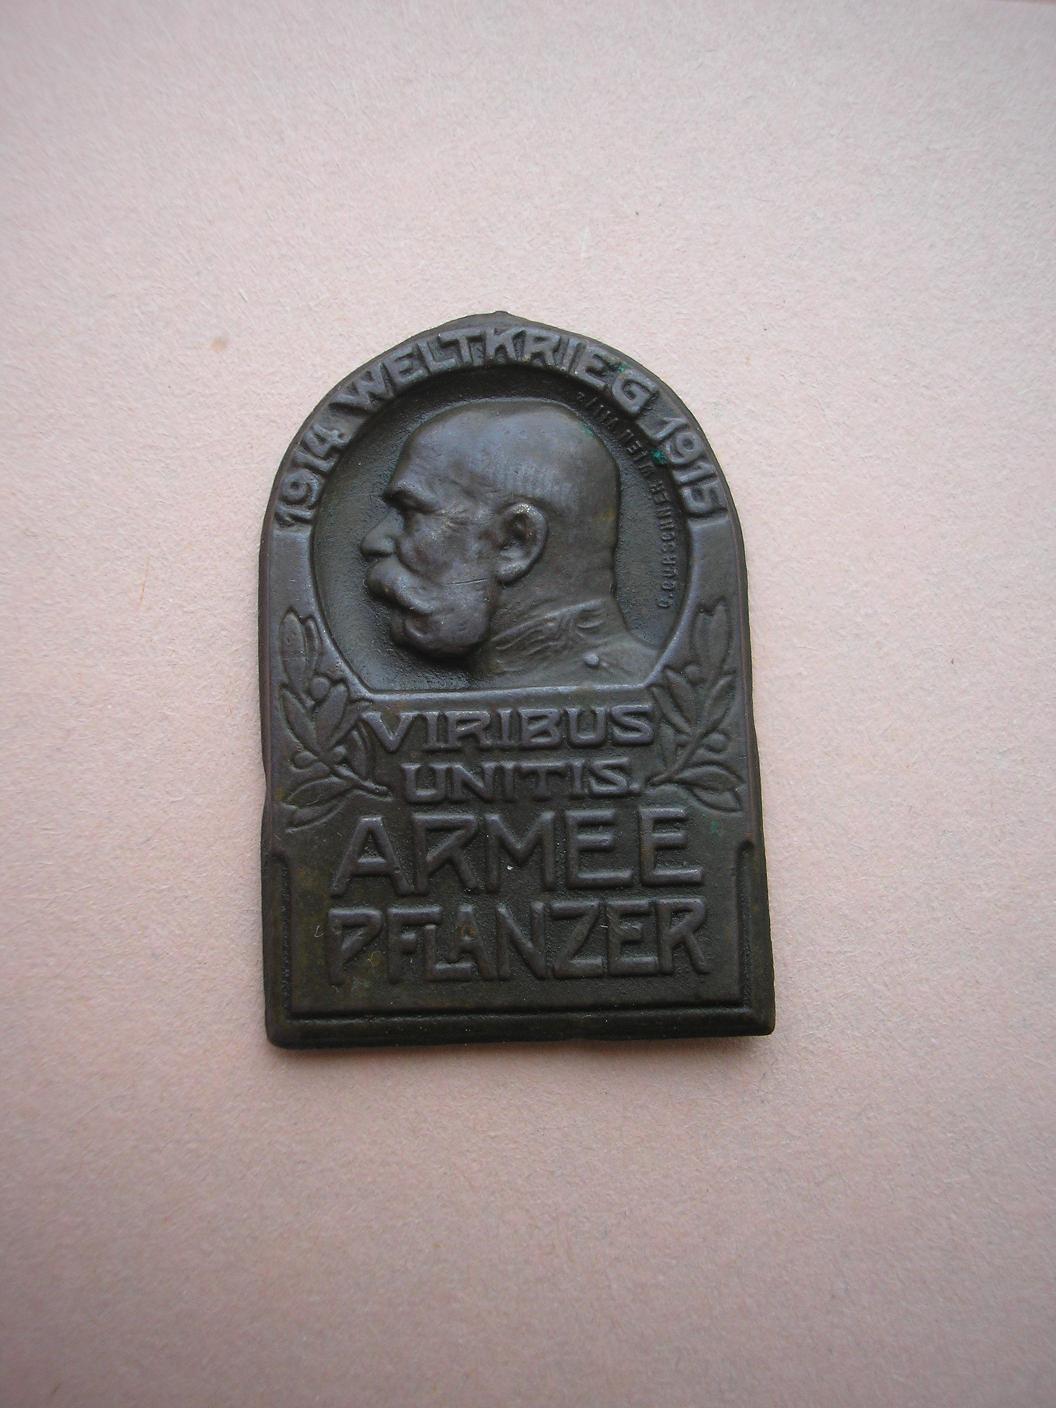 1914 WELTKRIEG 1915
VIRIBUS
UNITIS.
ARMEE
PFLANZER